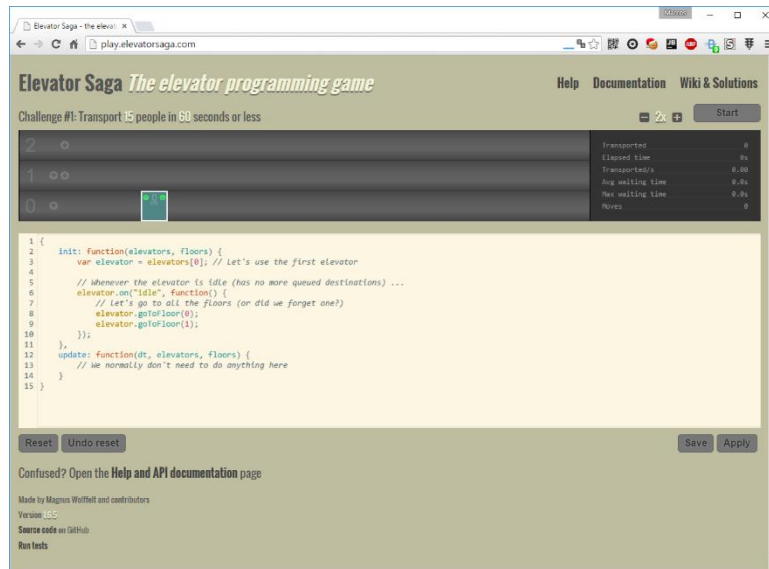 Elevator Saga - the elevat
play.elevatorsaga.com
Elevator Saga The elevator programming game
Help Documentation Wiki & Solutions
Challenge #1: Transport 15 people in 60 seconds or less
2x
Start
2
1
0
Transported 0
Elapsed time 0s
Transported/s 0.00
Avg waiting time 0.0s
Max waiting time 0.0s
Moves 0
1 {
2 init: function(elevators, floors) {
3 var elevator = elevators[0]; // Let's use the first elevator
4
5 // Whenever the elevator is idle (has no more queued destinations) ...
6 elevator.on("idle", function() {
7 // let's go to all the floors (or did we forget one?)
8 elevator.goToFloor(0);
9 elevator.goToFloor(1);
10 });
11 },
12 update: function(dt, elevators, floors) {
13 // We normally don't need to do anything here
14 }
15 }
Reset Undo reset Save Apply
Confused? Open the Help and API documentation page
Made by Magnus Wolffelt and contributors
Version 1.6.5
Source code on GitHub
Run tests